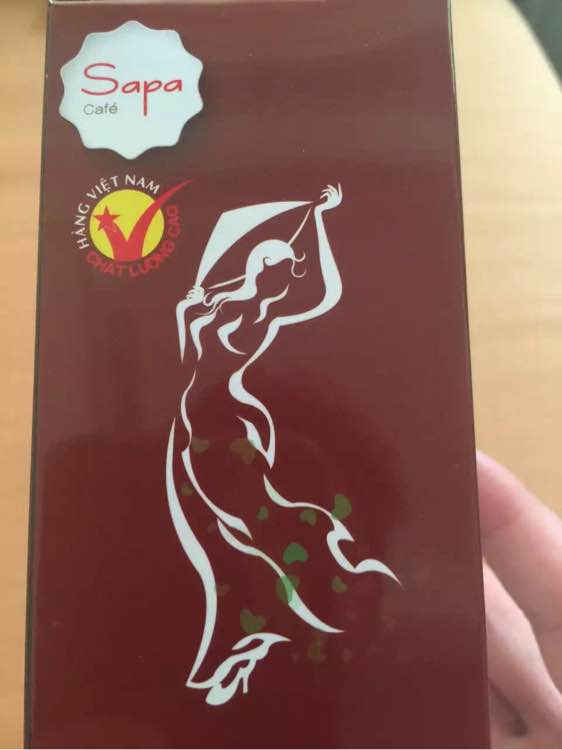 Sapa
Café
HÀNG VIỆT NAM
CHẤT LƯỢNG CAO